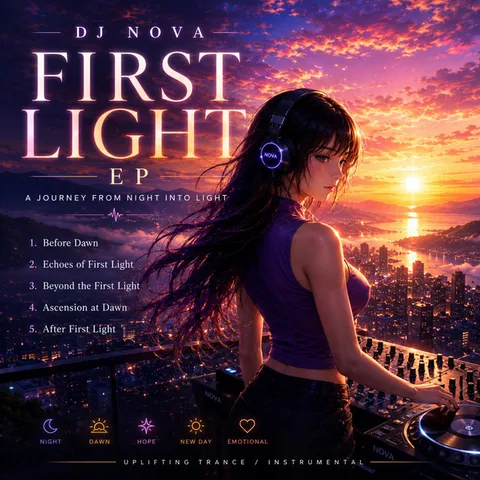 DJ NOVA
FIRST
LIGHT
EP
A JOURNEY FROM NIGHT INTO LIGHT
1. Before Dawn
2. Echoes of First Light
3. Beyond the First Light
4. Ascension at Dawn
5. After First Light
NOVA
NOVA
NOVA
NIGHT
DAWN
HOPE
NEW DAY
EMOTIONAL
UPLIFTING TRANCE / INSTRUMENTAL